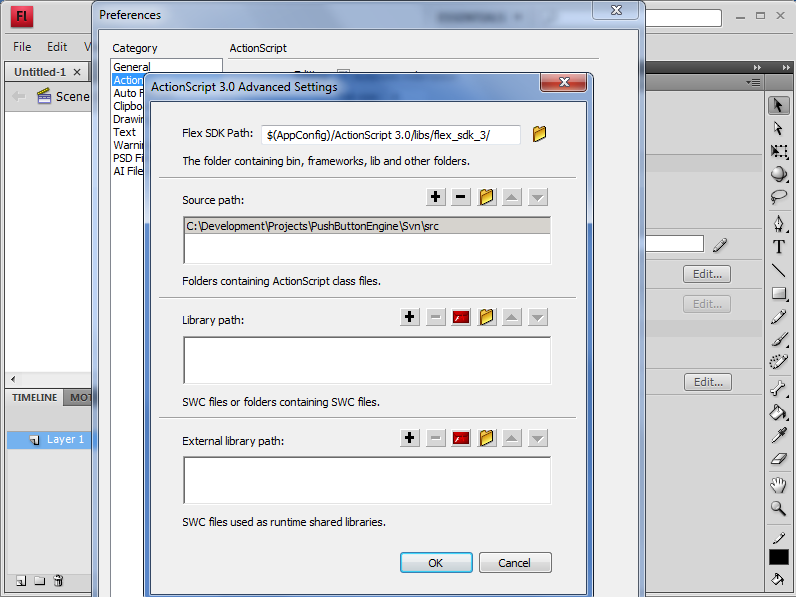 FL
Preferences
File Edit V
Category
ActionScript
General
Untitled-1
Action
ActionScript 3.0 Advanced Settings
Auto F
Scene
Clipbo
Drawin
Text
Warnin
PSD Fi
AI File
Flex SDK Path:
$(AppConfig)/ActionScript 3.0/libs/flex_sdk_3/
The folder containing bin, frameworks, lib and other folders.
Source path:
C:\Development\Projects\PushButtonEngine\Svn\src
Folders containing ActionScript class files.
Edit...
Edit...
Library path:
SWC files or folders containing SWC files.
Edit...
TIMELINE
MOT
Layer 1
External library path:
SWC files used as runtime shared libraries.
OK
Cancel